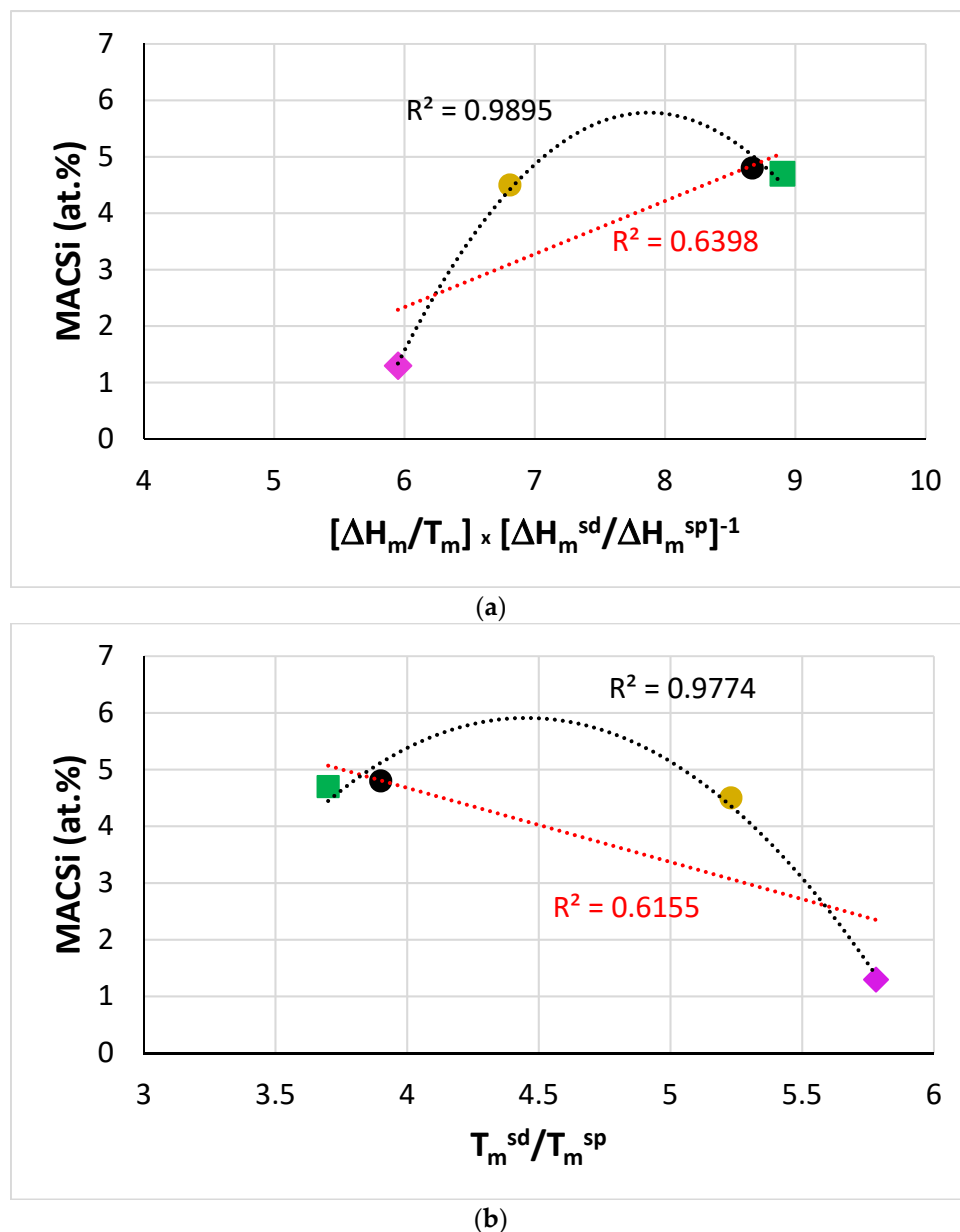 7
6
R² = 0.9895
5
4
R² = 0.6398
3
2
1
0
MACSi (at.%)
4 5 6 7 8 9 10
[ΔHₘ/Tₘ] x [ΔHₘˢᵈ/ΔHₘˢᵖ]⁻¹
(a)
7
R² = 0.9774
6
5
4
3
R² = 0.6155
2
1
0
MACSi (at.%)
3 3.5 4 4.5 5 5.5 6
Tₘˢᵈ/Tₘˢᵖ
(b)